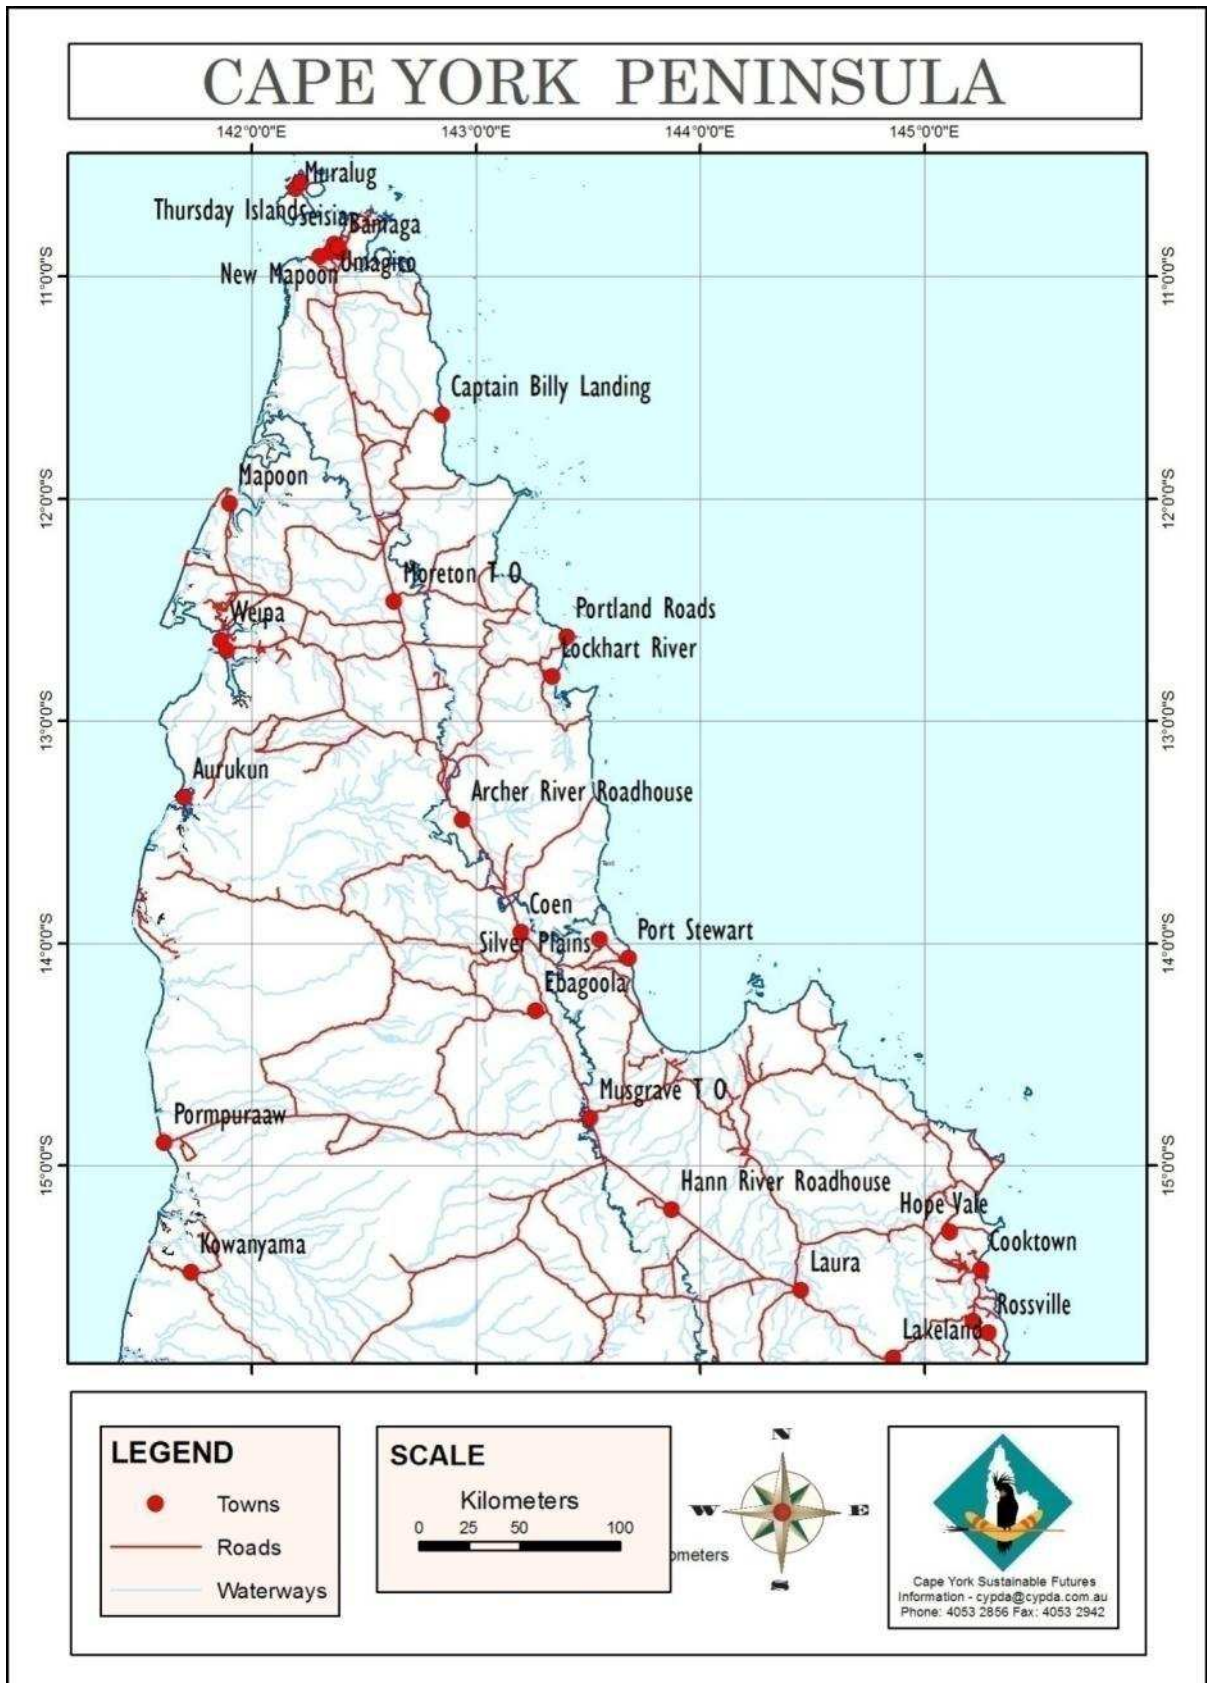 CAPE YORK PENINSULA
142°0'0"E 143°0'0"E 144°0'0"E 145°0'0"E
Muralug
Thursday Island
Seisia
Bamaga
Umagico
New Mapoon
11°0'0"S 11°0'0"S
Captain Billy Landing
Mapoon
12°0'0"S 12°0'0"S
Moreton T O
Weipa
Portland Roads
Lockhart River
13°0'0"S 13°0'0"S
Aurukun
Archer River Roadhouse
Coen
Port Stewart
Silver Plains
14°0'0"S 14°0'0"S
Ebagoola
Musgrave T O
Pormpuraaw
15°0'0"S 15°0'0"S
Hann River Roadhouse
Hope Vale
Kowanyama
Cooktown
Laura
Rossville
Lakeland
LEGEND
Towns
Roads
Waterways
SCALE
Kilometers
0 25 50 100
ometers
N
W E
S
Cape York Sustainable Futures
Information - cypda@cypda.com.au
Phone: 4053 2856 Fax: 4053 2942